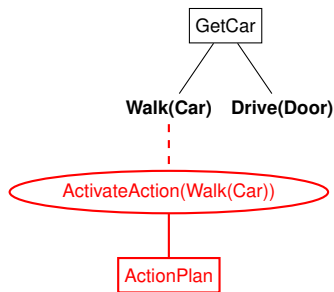 GetCar
Walk(Car) Drive(Door)
ActivateAction(Walk(Car))
ActionPlan